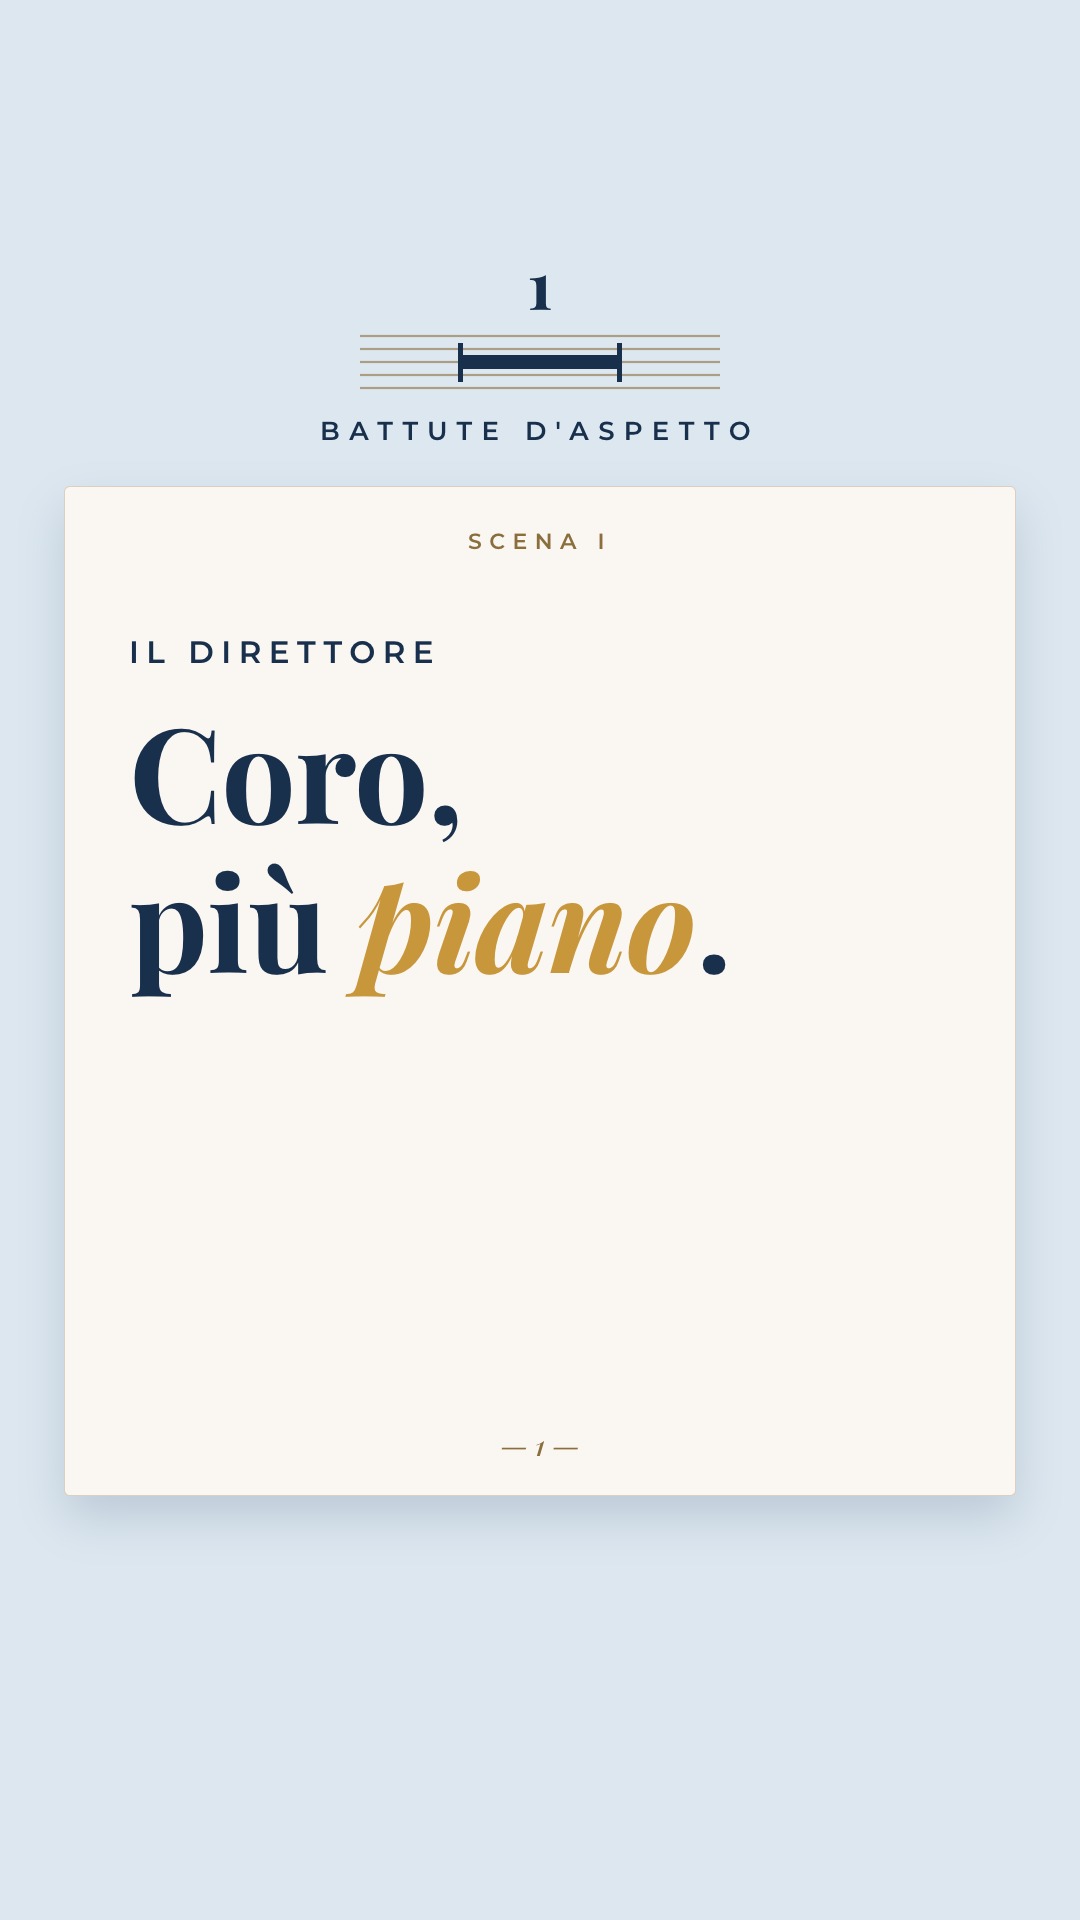 1
BATTUTE D'ASPETTO
SCENA I
IL DIRETTORE
Coro,
più piano.
— 1 —